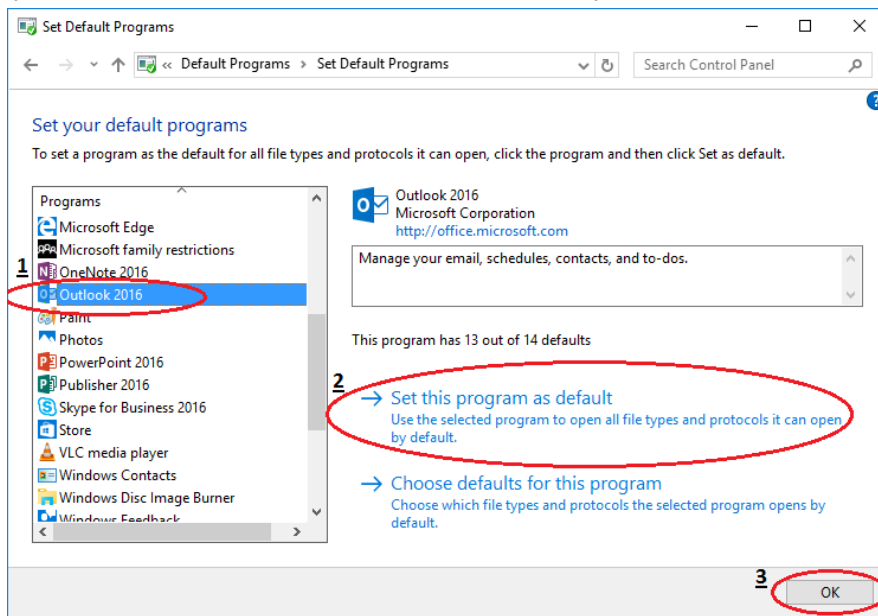 Set Default Programs
« Default Programs > Set Default Programs
Search Control Panel
?
Set your default programs
To set a program as the default for all file types and protocols it can open, click the program and then click Set as default.
Programs
Microsoft Edge
Microsoft family restrictions
1
OneNote 2016
Outlook 2016
Paint
Photos
PowerPoint 2016
Publisher 2016
Skype for Business 2016
Store
VLC media player
Windows Contacts
Windows Disc Image Burner
Windows Feedback
Outlook 2016
Microsoft Corporation
http://office.microsoft.com
Manage your email, schedules, contacts, and to-dos.
This program has 13 out of 14 defaults
2
Set this program as default
Use the selected program to open all file types and protocols it can open
by default.
Choose defaults for this program
Choose which file types and protocols the selected program opens by
default.
3
OK